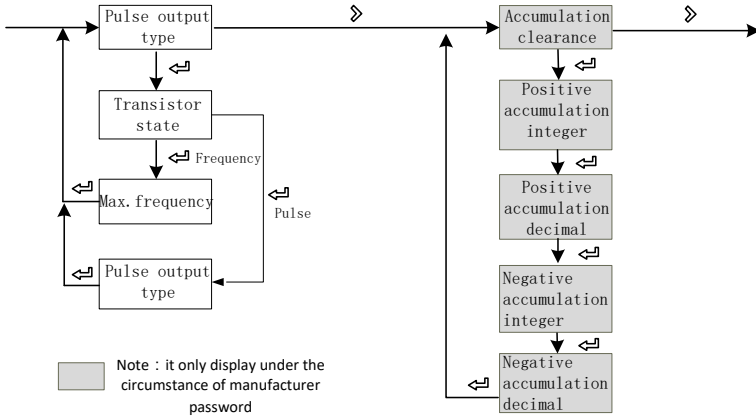 Pulse output
type
Transistor
state
Frequency
Pulse
Max.frequency
Pulse output
type
Note：it only display under the
circumstance of manufacturer
password
Accumulation
clearance
Positive
accumulation
integer
Positive
accumulation
decimal
Negative
accumulation
integer
Negative
accumulation
decimal